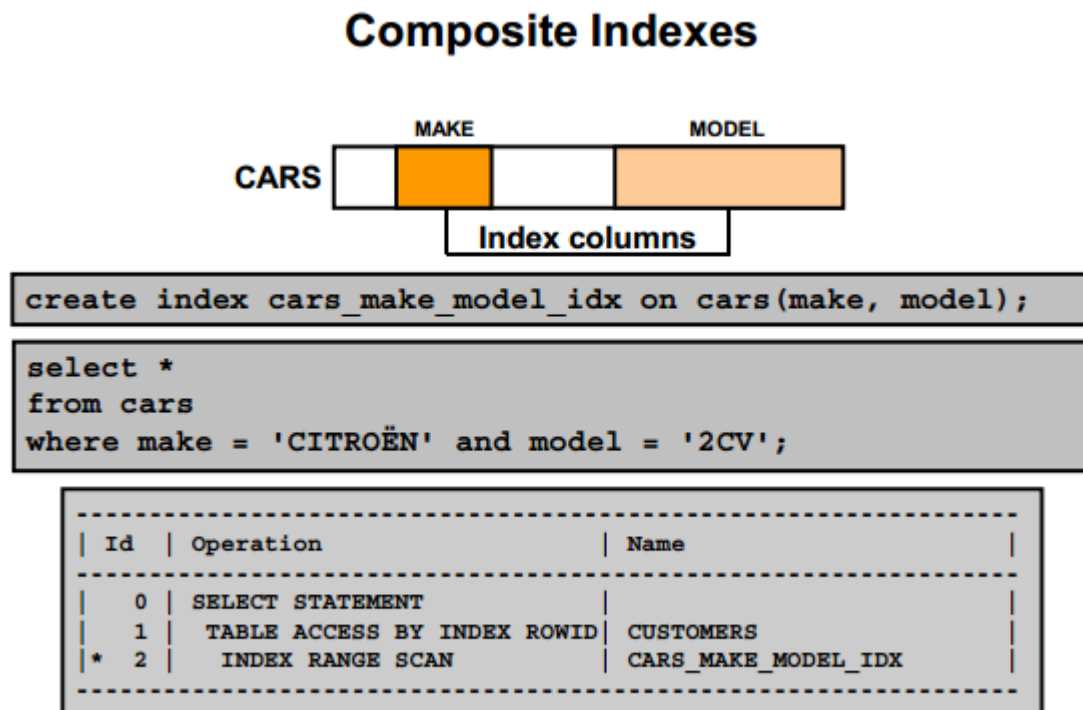 Composite Indexes
MAKE MODEL
CARS
Index columns
create index cars_make_model_idx on cars(make, model);
select *
from cars
where make = 'CITROËN' and model = '2CV';
-----------------------------------------------------------------
| Id | Operation | Name |
-----------------------------------------------------------------
| 0 | SELECT STATEMENT | |
| 1 | TABLE ACCESS BY INDEX ROWID| CUSTOMERS |
|* 2 | INDEX RANGE SCAN | CARS_MAKE_MODEL_IDX |
-----------------------------------------------------------------